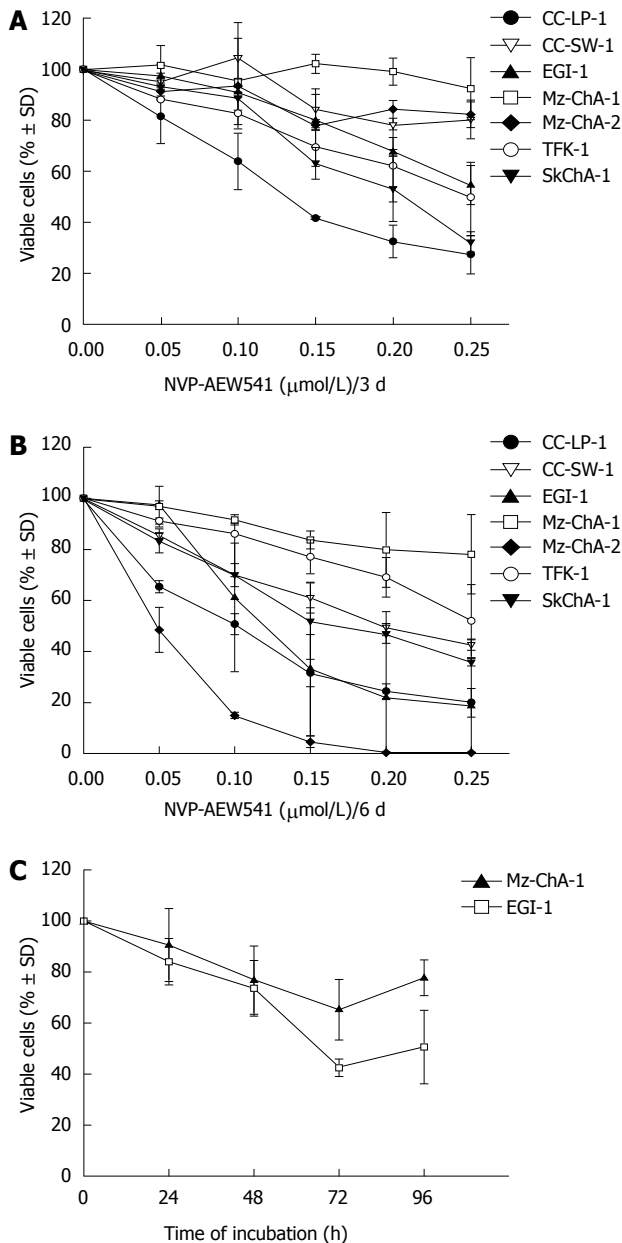 A
Viable cells (% ± SD)
120
100
80
60
40
20
0
0.00 0.05 0.10 0.15 0.20 0.25
NVP-AEW541 (μmol/L)/3 d
CC-LP-1
CC-SW-1
EGI-1
Mz-ChA-1
Mz-ChA-2
TFK-1
SkChA-1
B
Viable cells (% ± SD)
120
100
80
60
40
20
0
0.00 0.05 0.10 0.15 0.20 0.25
NVP-AEW541 (μmol/L)/6 d
CC-LP-1
CC-SW-1
EGI-1
Mz-ChA-1
Mz-ChA-2
TFK-1
SkChA-1
C
Viable cells (% ± SD)
120
100
80
60
40
20
0
0 24 48 72 96
Time of incubation (h)
Mz-ChA-1
EGI-1